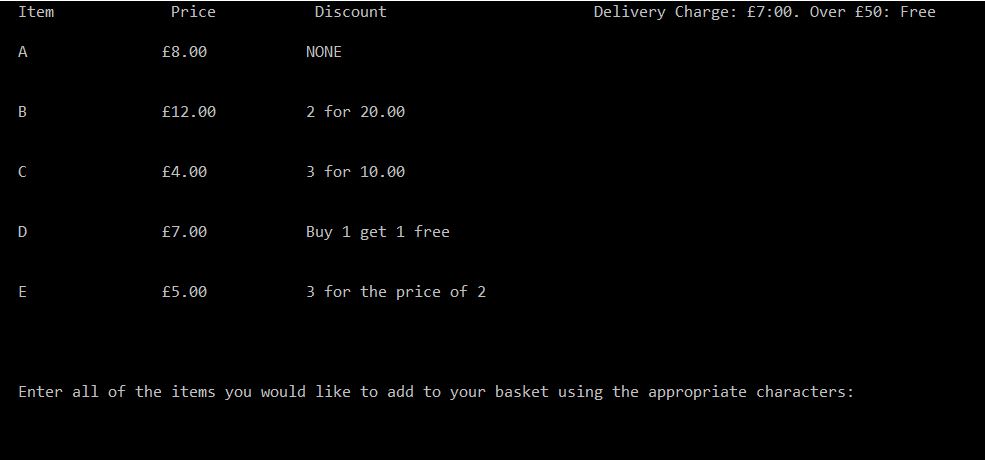 Item Price Discount Delivery Charge: £7:00. Over £50: Free
A £8.00 NONE
B £12.00 2 for 20.00
C £4.00 3 for 10.00
D £7.00 Buy 1 get 1 free
E £5.00 3 for the price of 2
Enter all of the items you would like to add to your basket using the appropriate characters: